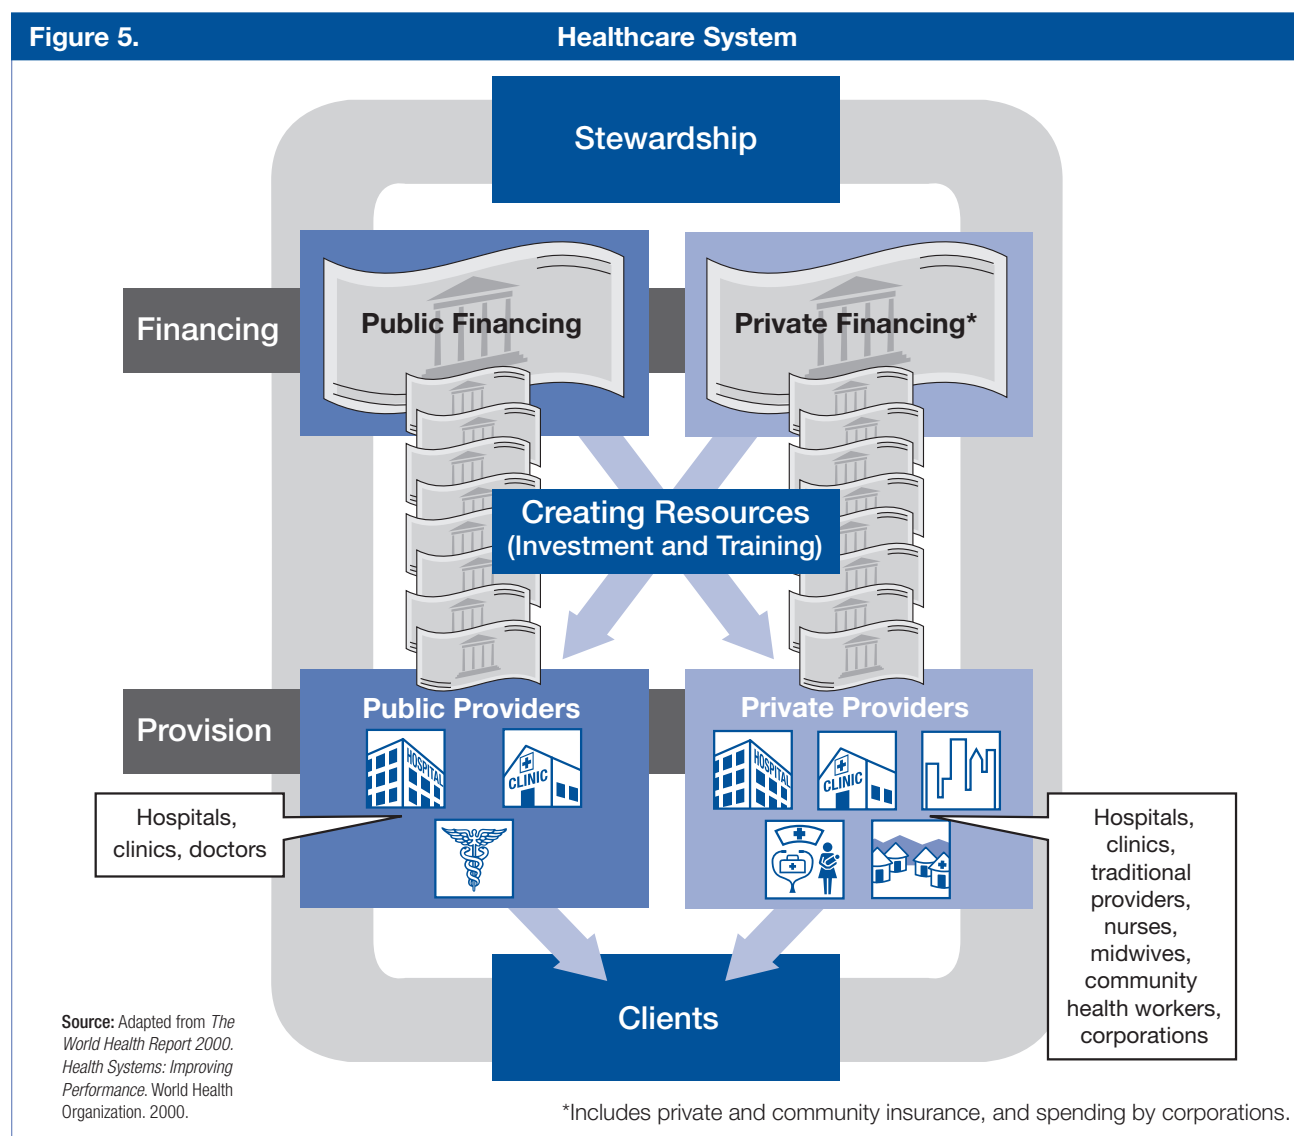 Figure 5.
Healthcare System
Stewardship
Financing
Public Financing
Private Financing*
Creating Resources
(Investment and Training)
Provision
Public Providers
HOSPITAL
CLINIC
Private Providers
HOSPITAL
CLINIC
Hospitals,
clinics, doctors
Hospitals,
clinics,
traditional
providers,
nurses,
midwives,
community
health workers,
corporations
Clients
Source: Adapted from The
World Health Report 2000.
Health Systems: Improving
Performance. World Health
Organization. 2000.
*Includes private and community insurance, and spending by corporations.